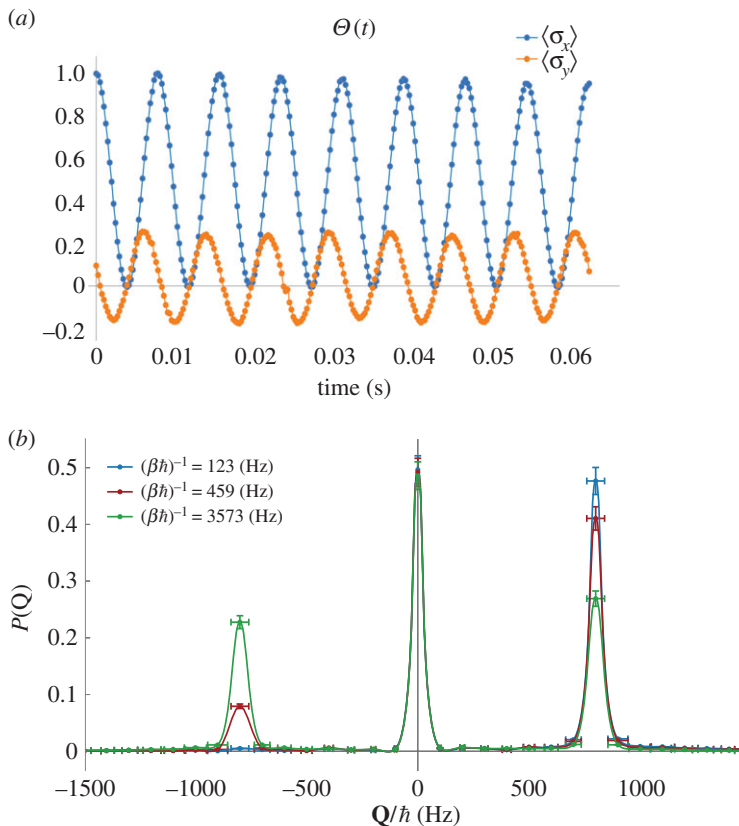 (a)
Θ(t)
⟨σx⟩
⟨σy⟩
1.0
0.8
0.6
0.4
0.2
0
–0.2
0 0.01 0.02 0.03 0.04 0.05 0.06
time (s)
(b)
(βħ)⁻¹ = 123 (Hz)
(βħ)⁻¹ = 459 (Hz)
(βħ)⁻¹ = 3573 (Hz)
0.5
0.4
0.3
0.2
0.1
0
P(Q)
–1500 –1000 –500 0 500 1000
Q/ħ (Hz)